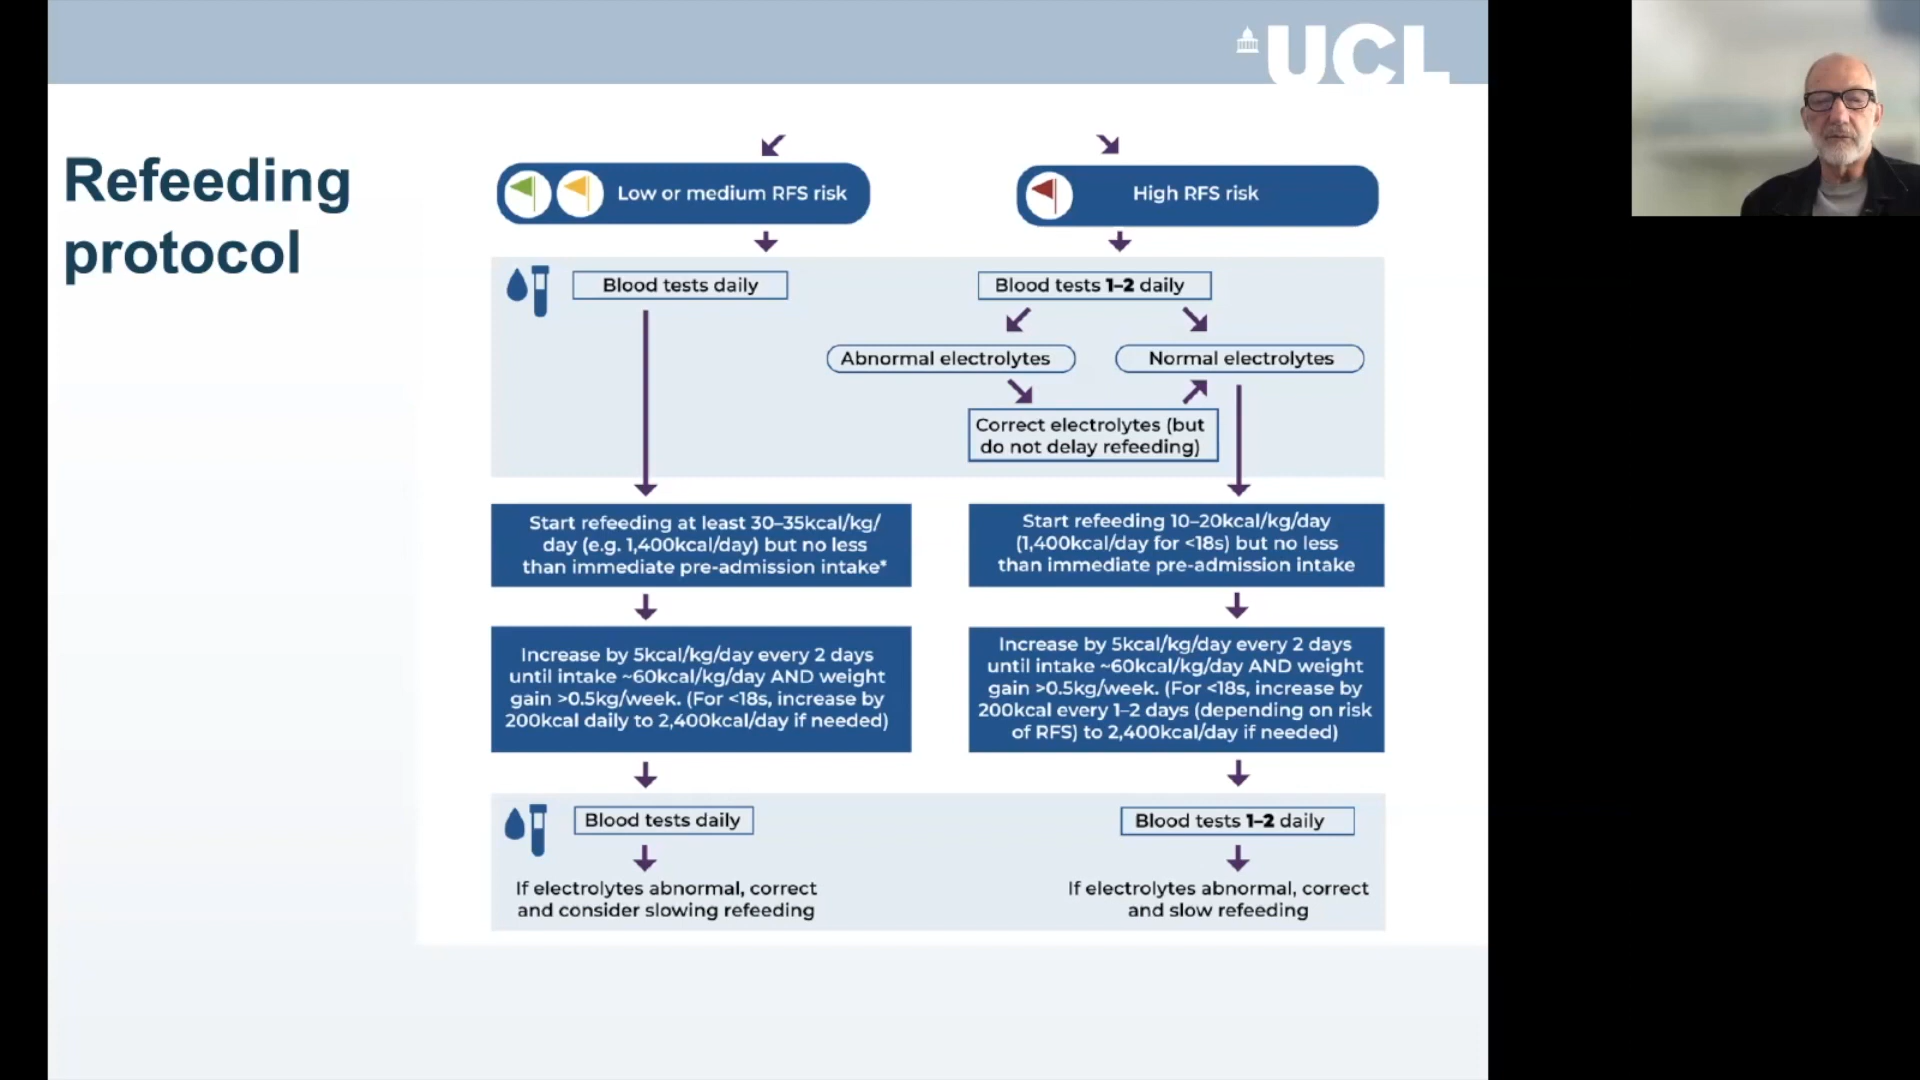 UCL
Refeeding
protocol
Low or medium RFS risk
High RFS risk
Blood tests daily
Blood tests 1–2 daily
Abnormal electrolytes
Normal electrolytes
Correct electrolytes (but
do not delay refeeding)
Start refeeding at least 30–35kcal/kg/
day (e.g. 1,400kcal/day) but no less
than immediate pre-admission intake*
Start refeeding 10–20kcal/kg/day
(1,400kcal/day for <18s) but no less
than immediate pre-admission intake
Increase by 5kcal/kg/day every 2 days
until intake ~60kcal/kg/day AND weight
gain >0.5kg/week. (For <18s, increase by
200kcal daily to 2,400kcal/day if needed)
Increase by 5kcal/kg/day every 2 days
until intake ~60kcal/kg/day AND weight
gain >0.5kg/week. (For <18s, increase by
200kcal every 1–2 days (depending on risk
of RFS) to 2,400kcal/day if needed)
Blood tests daily
Blood tests 1–2 daily
If electrolytes abnormal, correct
and consider slowing refeeding
If electrolytes abnormal, correct
and slow refeeding